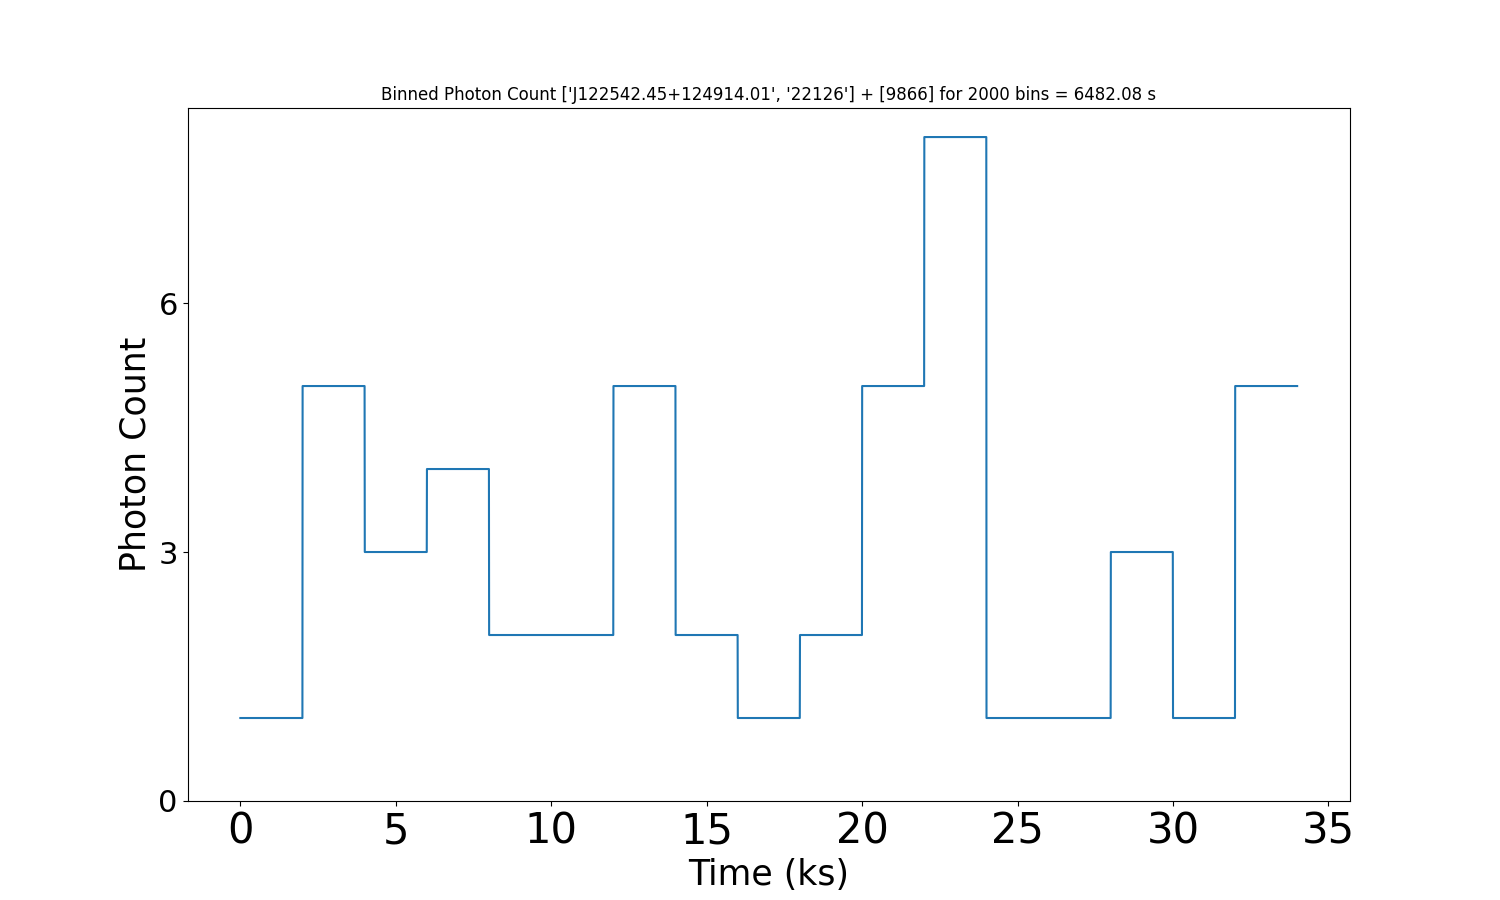 Binned Photon Count ['J122542.45+124914.01', '22126'] + [9866] for 2000 bins = 6482.08 s
Photon Count
6
3
0
0 5 10 15 20 25 30 35
Time (ks)